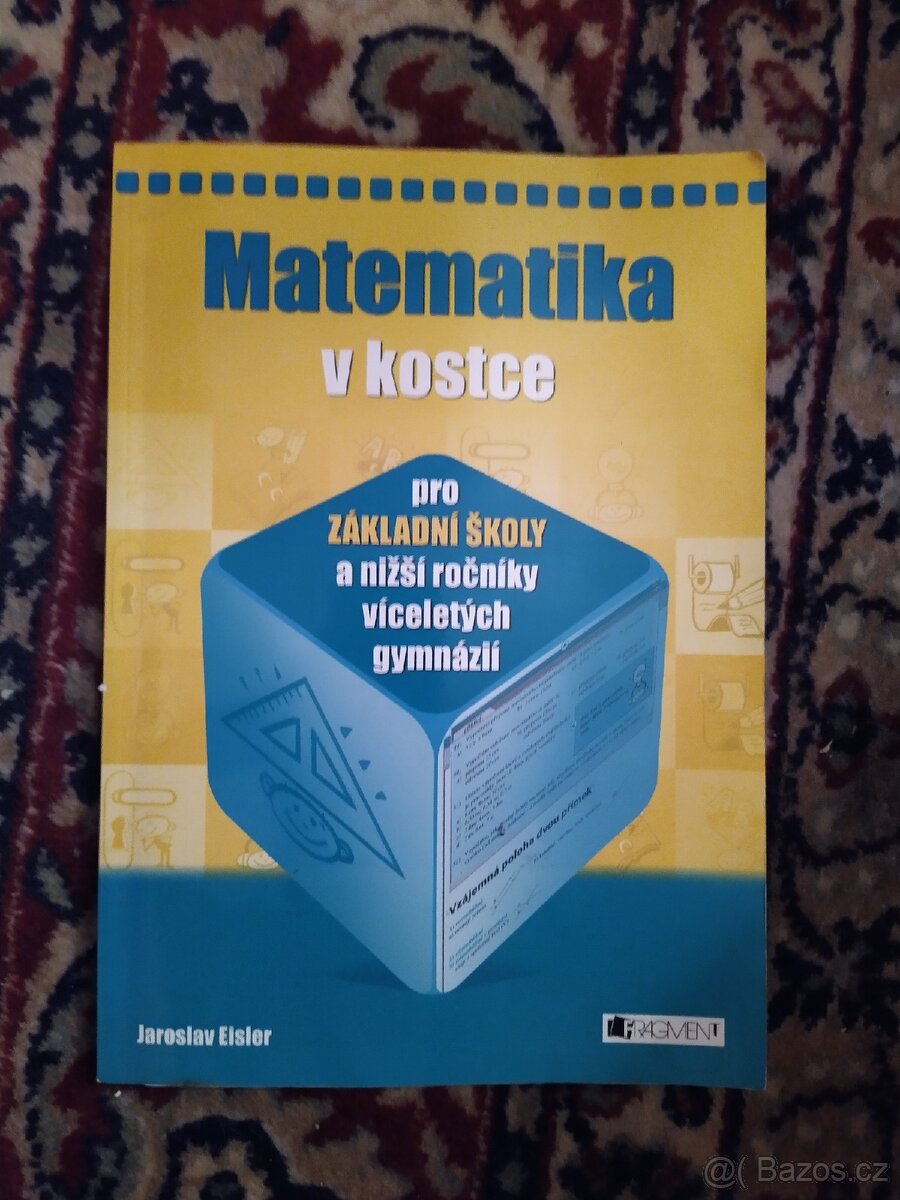 Matematika
v kostce
pro
ZÁKLADNÍ ŠKOLY
a nižší ročníky
víceletých
gymnázií
Vzájemná poloha dvou přímek
Jaroslav Eisler
FRAGMENT
@( Bazos.cz